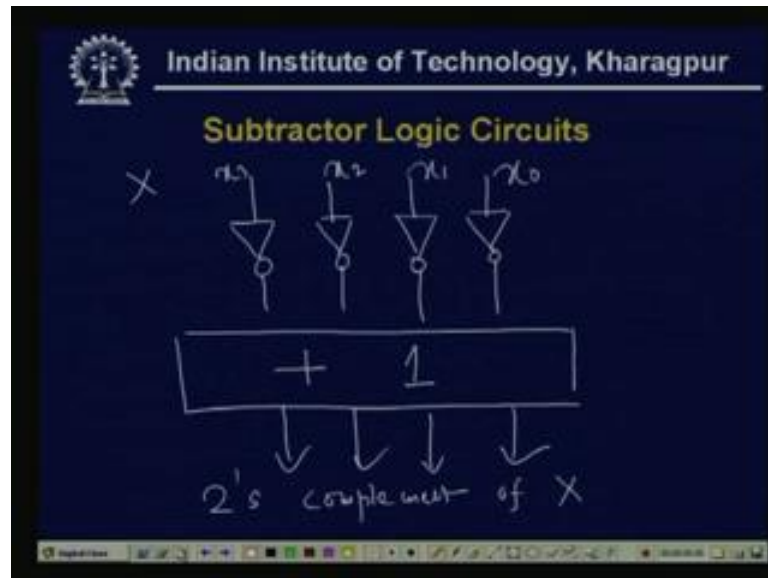 Indian Institute of Technology, Kharagpur
Subtractor Logic Circuits
X x3 x2 x1 x0
+ 1
2's complement of X